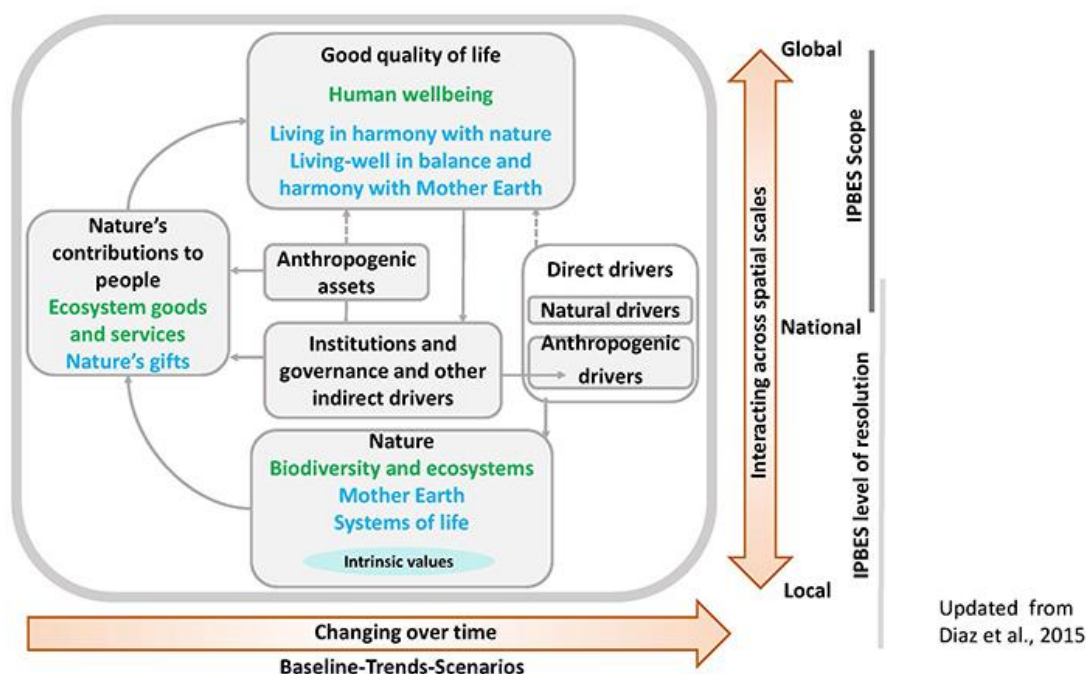 Good quality of life
Human wellbeing
Living in harmony with nature
Living-well in balance and
harmony with Mother Earth
Nature's
contributions to
people
Ecosystem goods
and services
Nature's gifts
Anthropogenic
assets
Direct drivers
Natural drivers
Anthropogenic
drivers
Institutions and
governance and other
indirect drivers
Nature
Biodiversity and ecosystems
Mother Earth
Systems of life
Intrinsic values
Global
National
Local
Interacting across spatial scales
IPBES Scope
IPBES level of resolution
Changing over time
Baseline-Trends-Scenarios
Updated from
Diaz et al., 2015